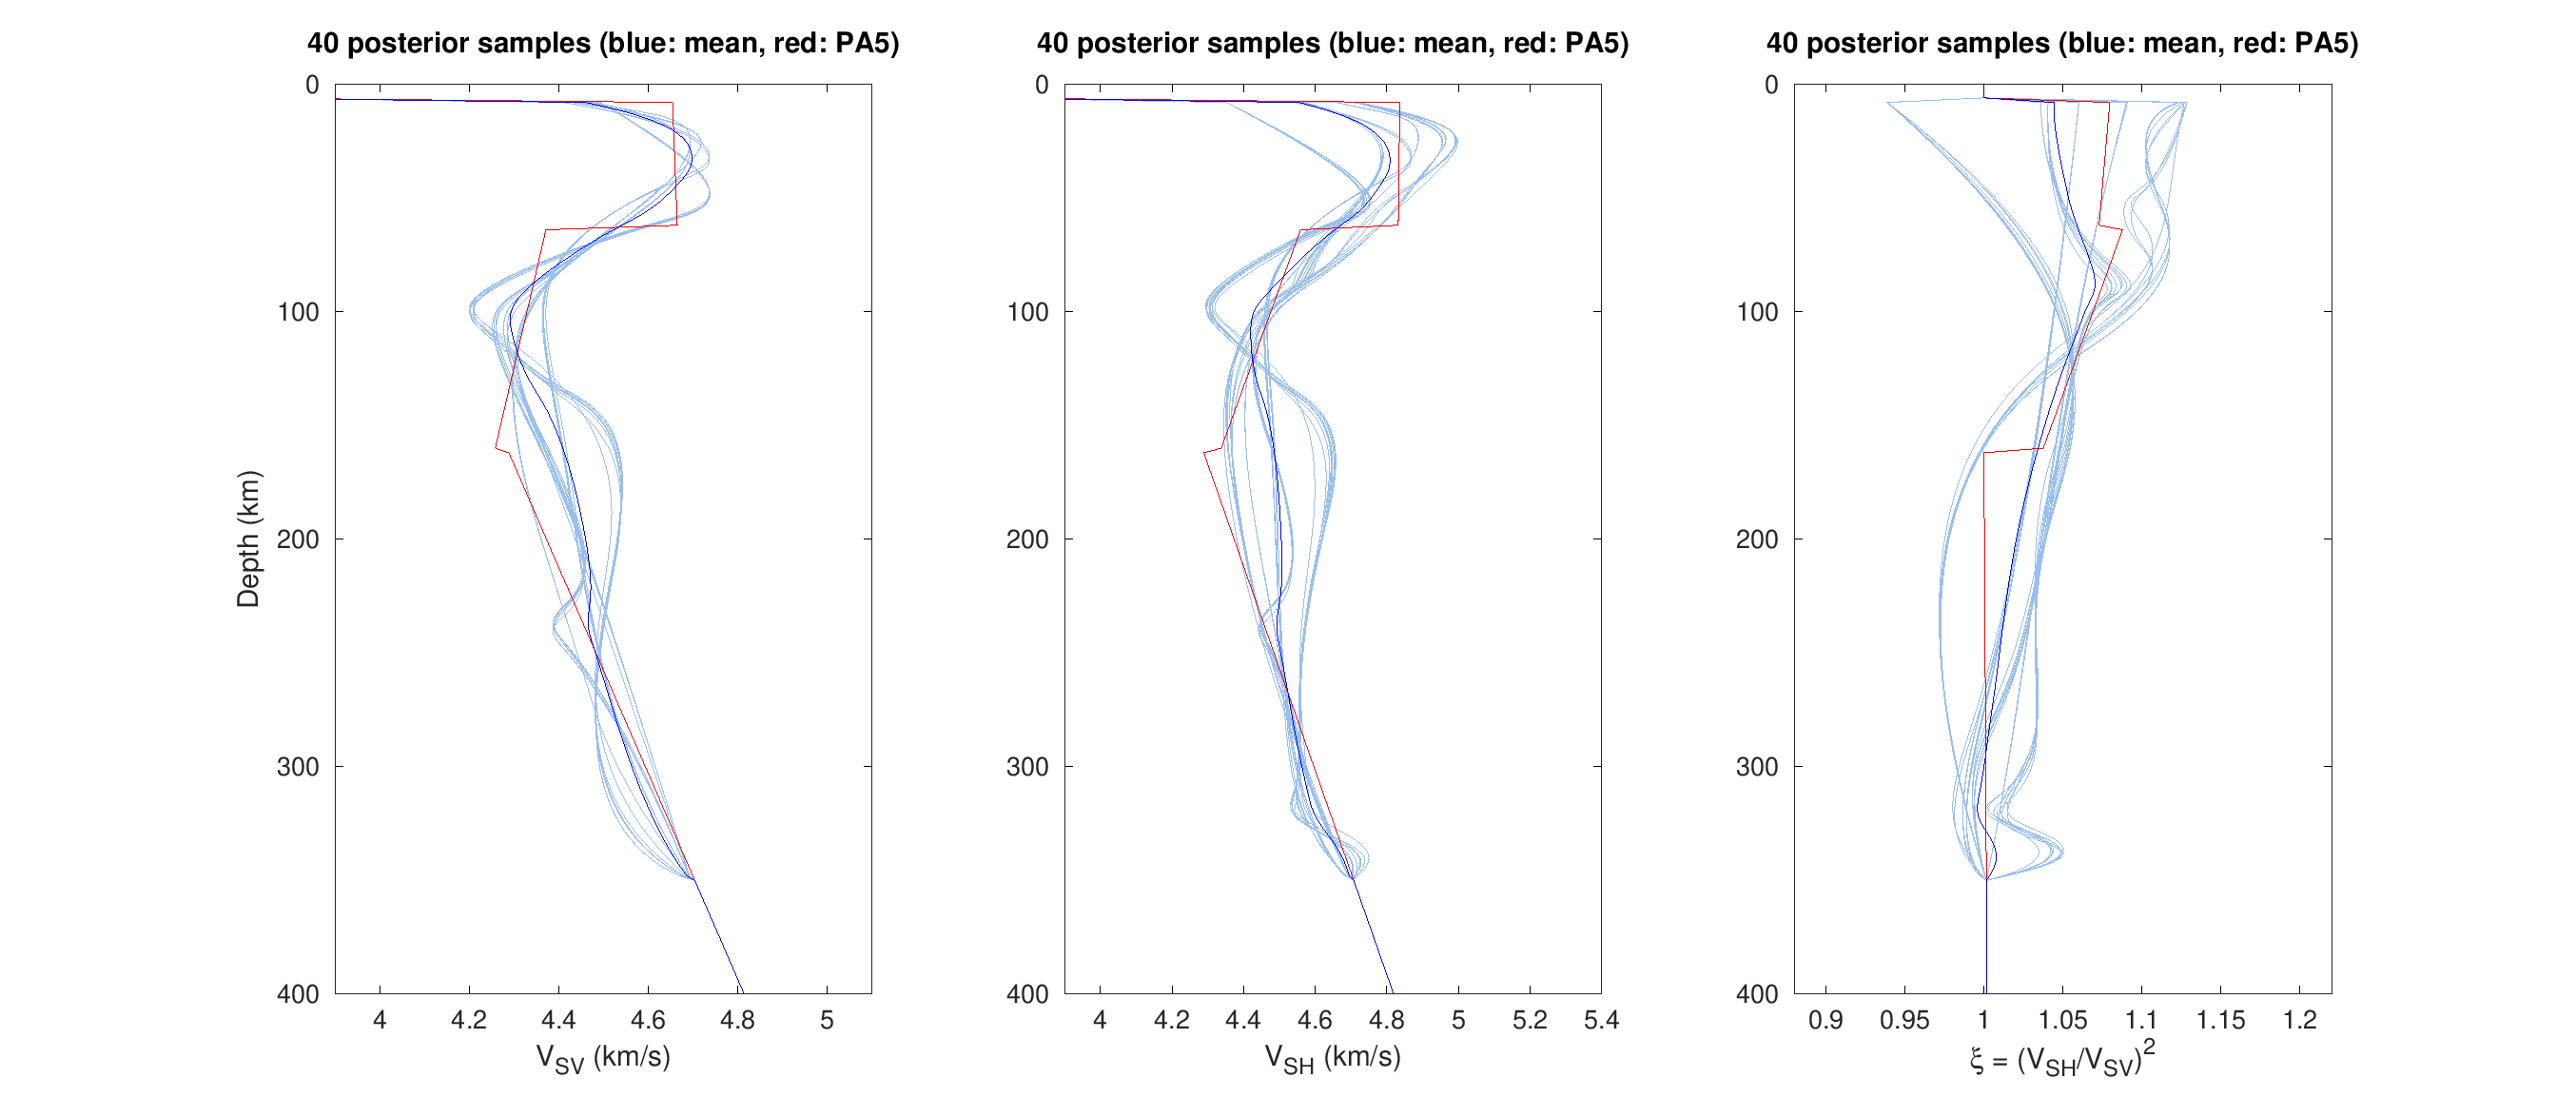 40 posterior samples (blue: mean, red: PA5)
0
100
200
300
400
Depth (km)
4 4.2 4.4 4.6 4.8 5
V_SV (km/s)
40 posterior samples (blue: mean, red: PA5)
0
100
200
300
400
4 4.2 4.4 4.6 4.8 5 5.2 5.4
V_SH (km/s)
40 posterior samples (blue: mean, red: PA5)
0
100
200
300
400
0.9 0.95 1 1.05 1.1 1.15 1.2
ξ = (V_SH/V_SV)^2